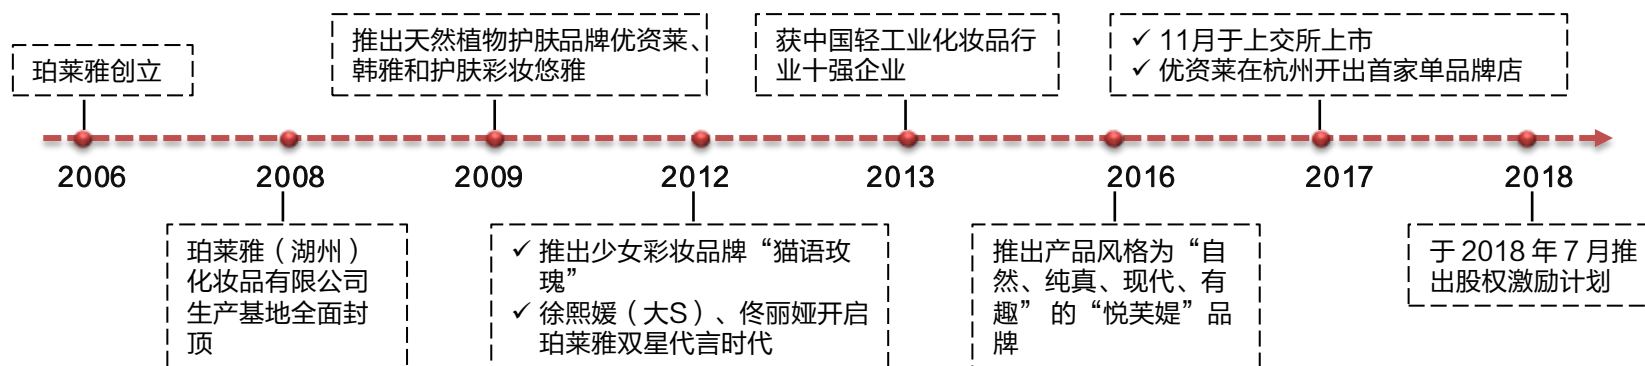 珀莱雅创立
推出天然植物护肤品牌优资莱、
韩雅和护肤彩妆悠雅
获中国轻工业化妆品行
业十强企业
✓ 11月于上交所上市
✓ 优资莱在杭州开出首家单品牌店
2006 2008 2009 2012 2013 2016 2017 2018
珀莱雅（湖州）
化妆品有限公司
生产基地全面封
顶
✓ 推出少女彩妆品牌“猫语玫
瑰”
✓ 徐熙媛（大S）、佟丽娅开启
珀莱雅双星代言时代
推出产品风格为“自
然、纯真、现代、有
趣” 的“悦芙媞”品
牌
于 2018 年 7 月推
出股权激励计划